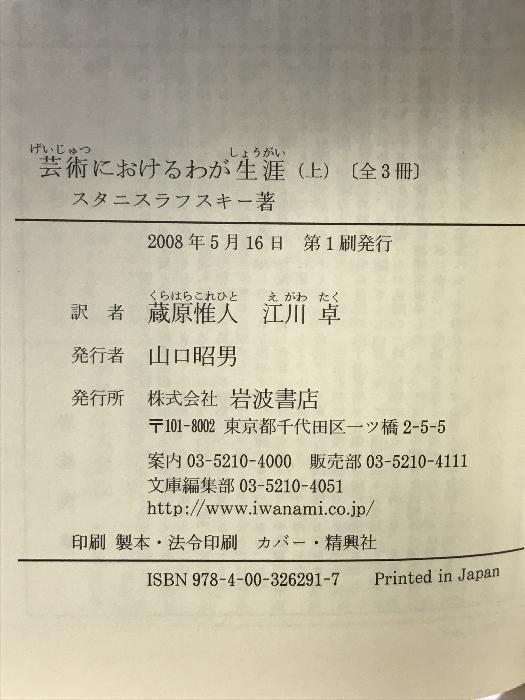 げいじゅつ しょうがい
芸術におけるわが生涯（上）〔全3冊〕
スタニスラフスキー著
2008年5月16日 第1刷発行
くらはらこれひと えがわ たく
訳者 蔵原惟人 江川 卓
発行者 山口昭男
発行所 株式会社 岩波書店
〒101-8002 東京都千代田区一ツ橋2-5-5
案内 03-5210-4000 販売部 03-5210-4111
文庫編集部 03-5210-4051
http://www.iwanami.co.jp/
印刷 製本・法令印刷 カバー・精興社
ISBN 978-4-00-326291-7 Printed in Japan